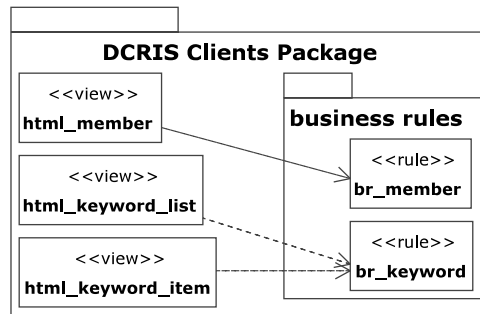 DCRIS Clients Package
<<view>>
html_member
business rules
<<view>>
html_keyword_list
<<rule>>
br_member
<<view>>
html_keyword_item
<<rule>>
br_keyword